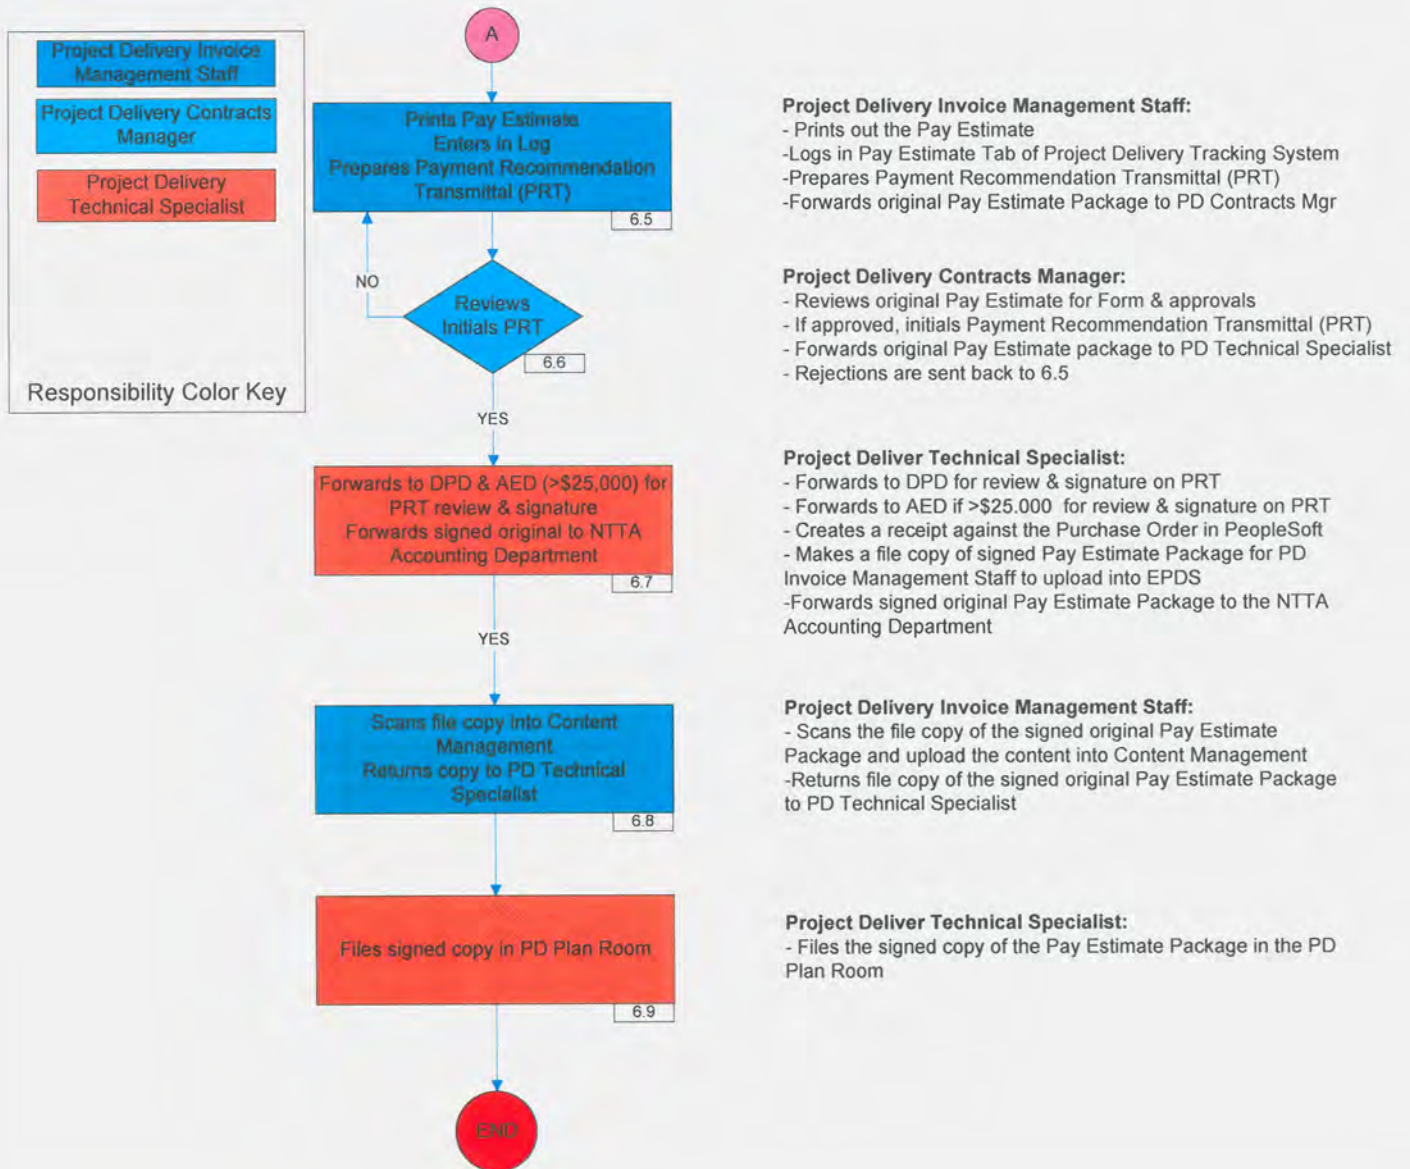 Project Delivery Invoice
Management Staff
Project Delivery Contracts
Manager
Project Delivery
Technical Specialist
Responsibility Color Key
A
Prints Pay Estimate
Enters in Log
Prepares Payment Recommendation
Transmittal (PRT)
6.5
NO
Reviews
Initials PRT
6.6
YES
Forwards to DPD & AED (>$25,000) for
PRT review & signature
Forwards signed original to NTTA
Accounting Department
6.7
YES
Scans file copy into Content
Management
Returns copy to PD Technical
Specialist
6.8
Files signed copy in PD Plan Room
6.9
END
Project Delivery Invoice Management Staff:
- Prints out the Pay Estimate
-Logs in Pay Estimate Tab of Project Delivery Tracking System
-Prepares Payment Recommendation Transmittal (PRT)
-Forwards original Pay Estimate Package to PD Contracts Mgr
Project Delivery Contracts Manager:
- Reviews original Pay Estimate for Form & approvals
- If approved, initials Payment Recommendation Transmittal (PRT)
- Forwards original Pay Estimate package to PD Technical Specialist
- Rejections are sent back to 6.5
Project Deliver Technical Specialist:
- Forwards to DPD for review & signature on PRT
- Forwards to AED if >$25.000 for review & signature on PRT
- Creates a receipt against the Purchase Order in PeopleSoft
- Makes a file copy of signed Pay Estimate Package for PD
Invoice Management Staff to upload into EPDS
-Forwards signed original Pay Estimate Package to the NTTA
Accounting Department
Project Delivery Invoice Management Staff:
- Scans the file copy of the signed original Pay Estimate
Package and upload the content into Content Management
-Returns file copy of the signed original Pay Estimate Package
to PD Technical Specialist
Project Deliver Technical Specialist:
- Files the signed copy of the Pay Estimate Package in the PD
Plan Room